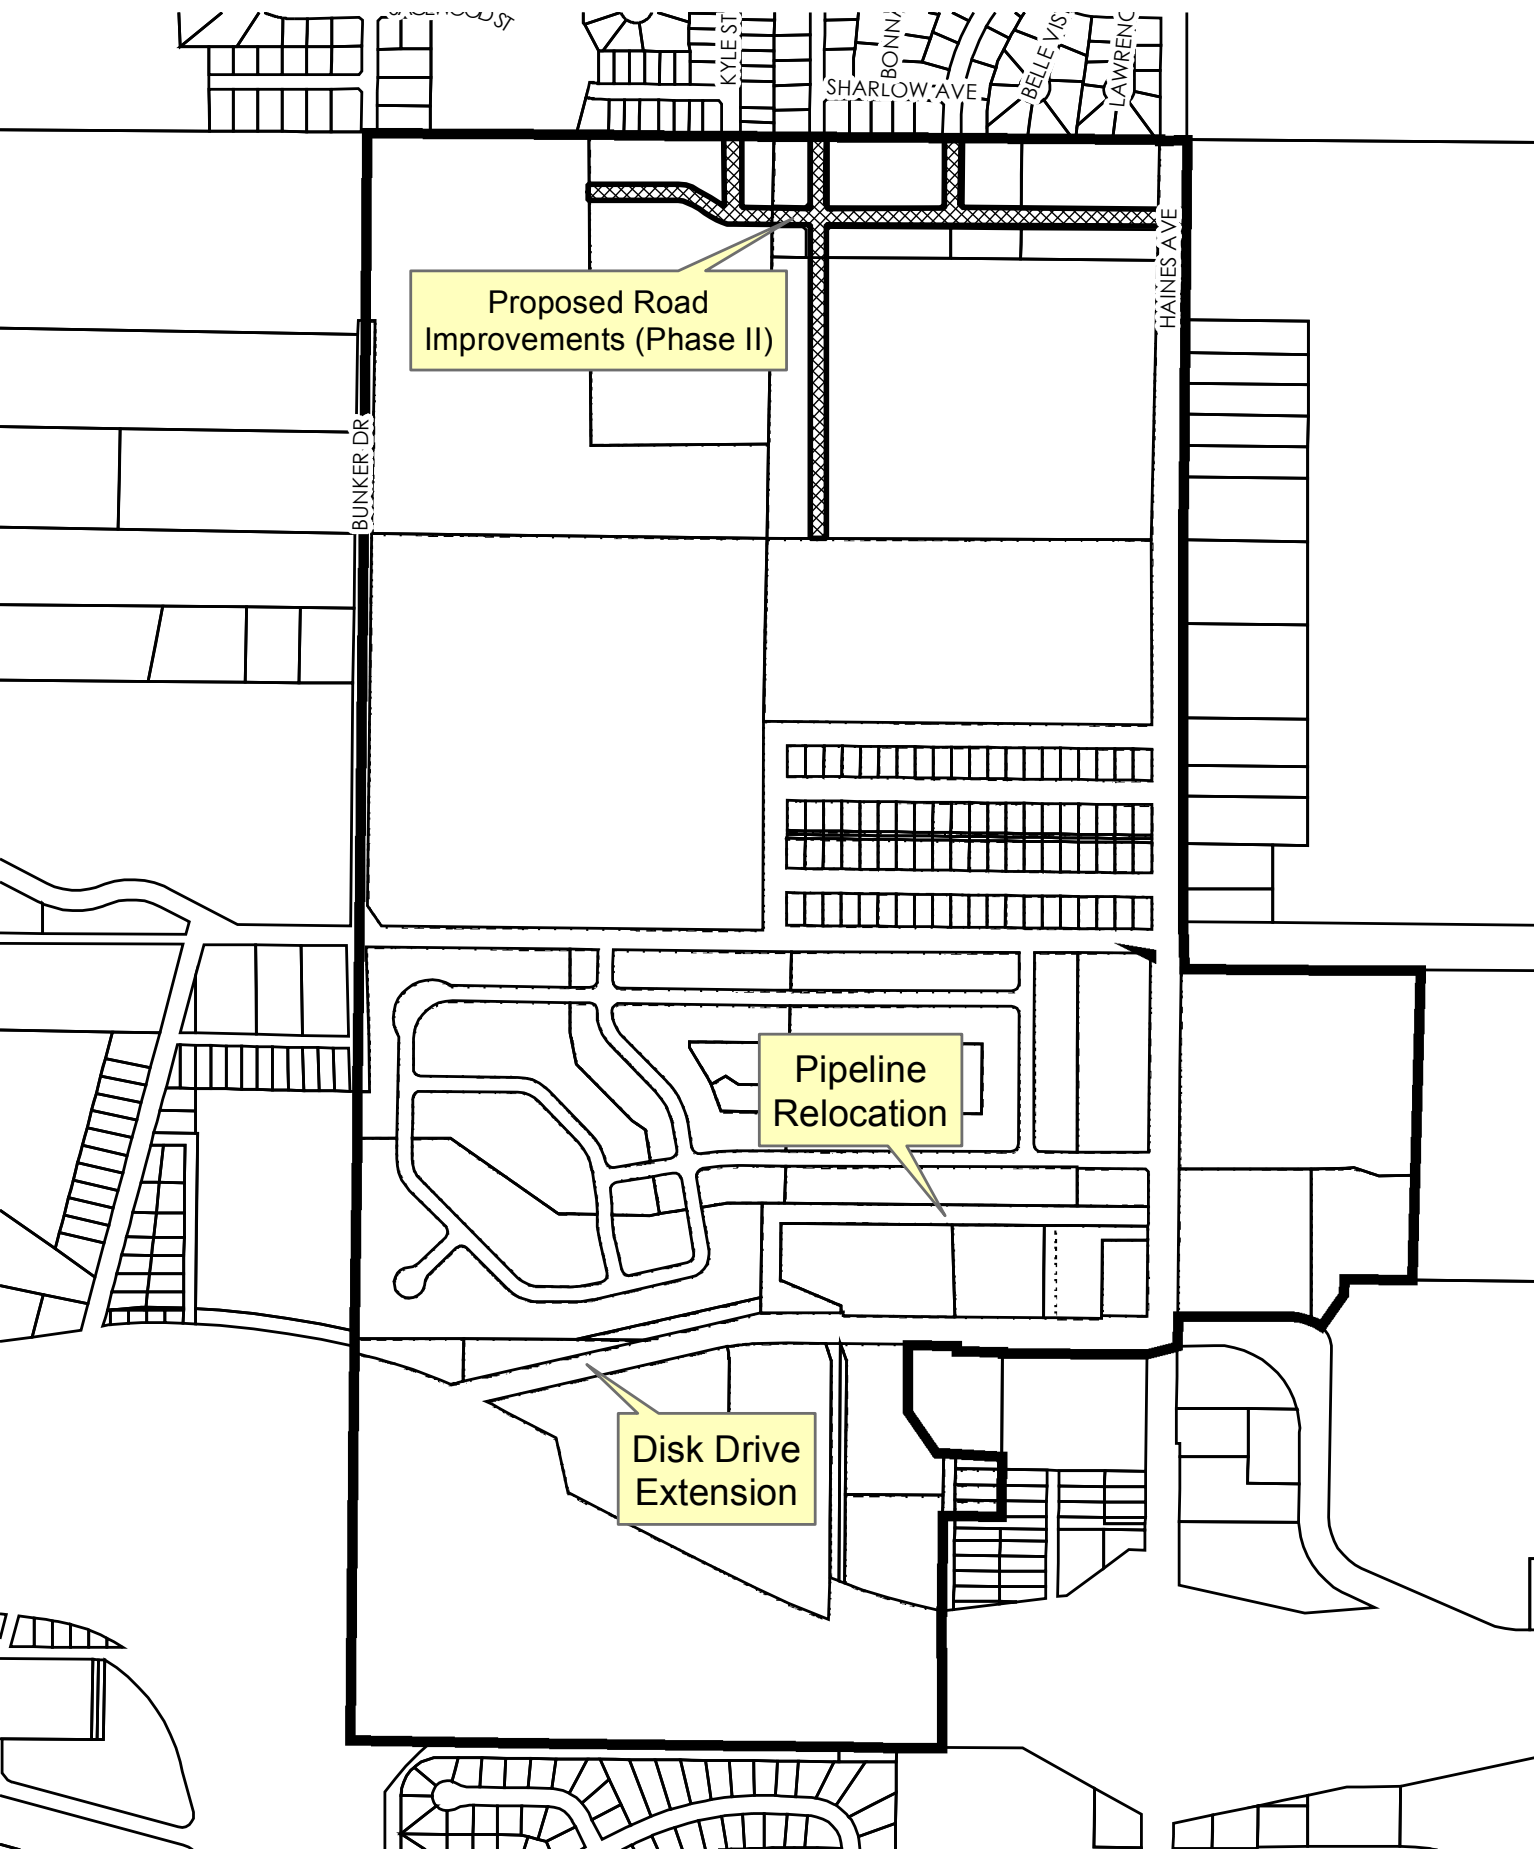 KYLE ST
SHARLOW AVE
HAINES AVE
Proposed Road
Improvements (Phase II)
BUNKER DR
Pipeline
Relocation
Disk Drive
Extension